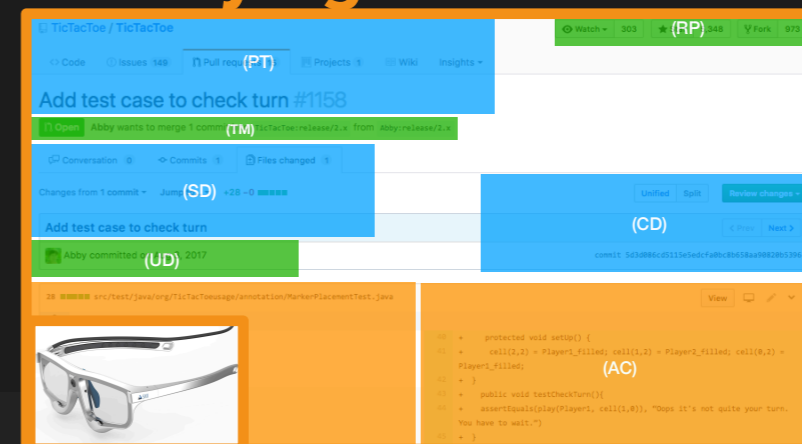 TicTacToe / TicTacToe
Watch 303
(RP)
348
Fork 973
Code
Issues 149
Pull requ
(PT)
Projects 1
Wiki
Insights
Add test case to check turn #1158
Open
Abby wants to merge 1 commi
(TM)
TicTacToe:release/2.x from Abby:release/2.x
Conversation 0
Commits 1
Files changed 1
Changes from 1 commit
Jump
(SD)
+28 −0
Unified
Split
Review changes
(CD)
Add test case to check turn
Prev
Next
Abby committed o
(UD)
, 2017
28 src/test/java/org/TicTacToeusage/annotation/MarkerPlacementTest.java
View
+ protected void setUp() {
+ cell(2,2) = Player1_filled; cell(1,2) = Player2_filled; cell(0,2) =
Player1_filled;
(AC)
+ }
+ public void testCheckTurn(){
+ assertEquals(play(Player1, cell(1,0)), "Oops it's not quite your turn.
You have to wait.")
+ }